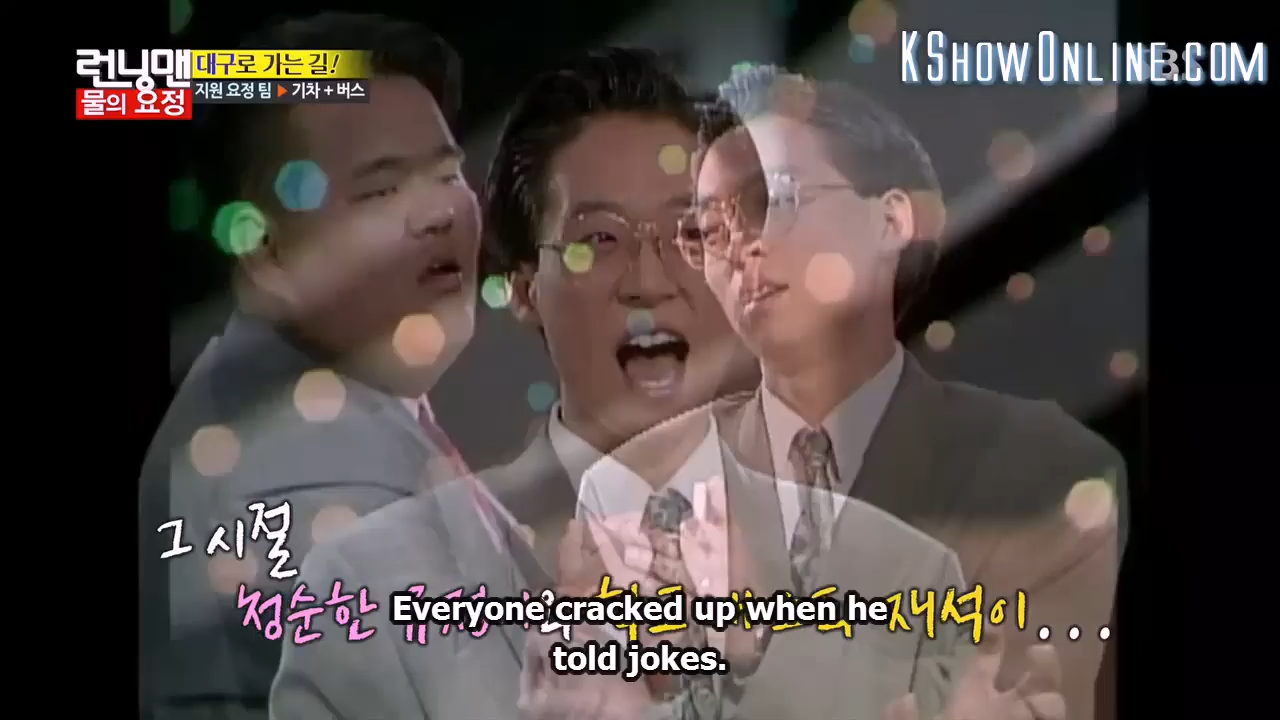 런닝맨
물의 요정
대구로 가는 길!
지원 요정 팀 ▶ 기차 + 버스
KSHOWONLINE.COM
그 시절
청순한
재석이...
Everyone cracked up when he
told jokes.